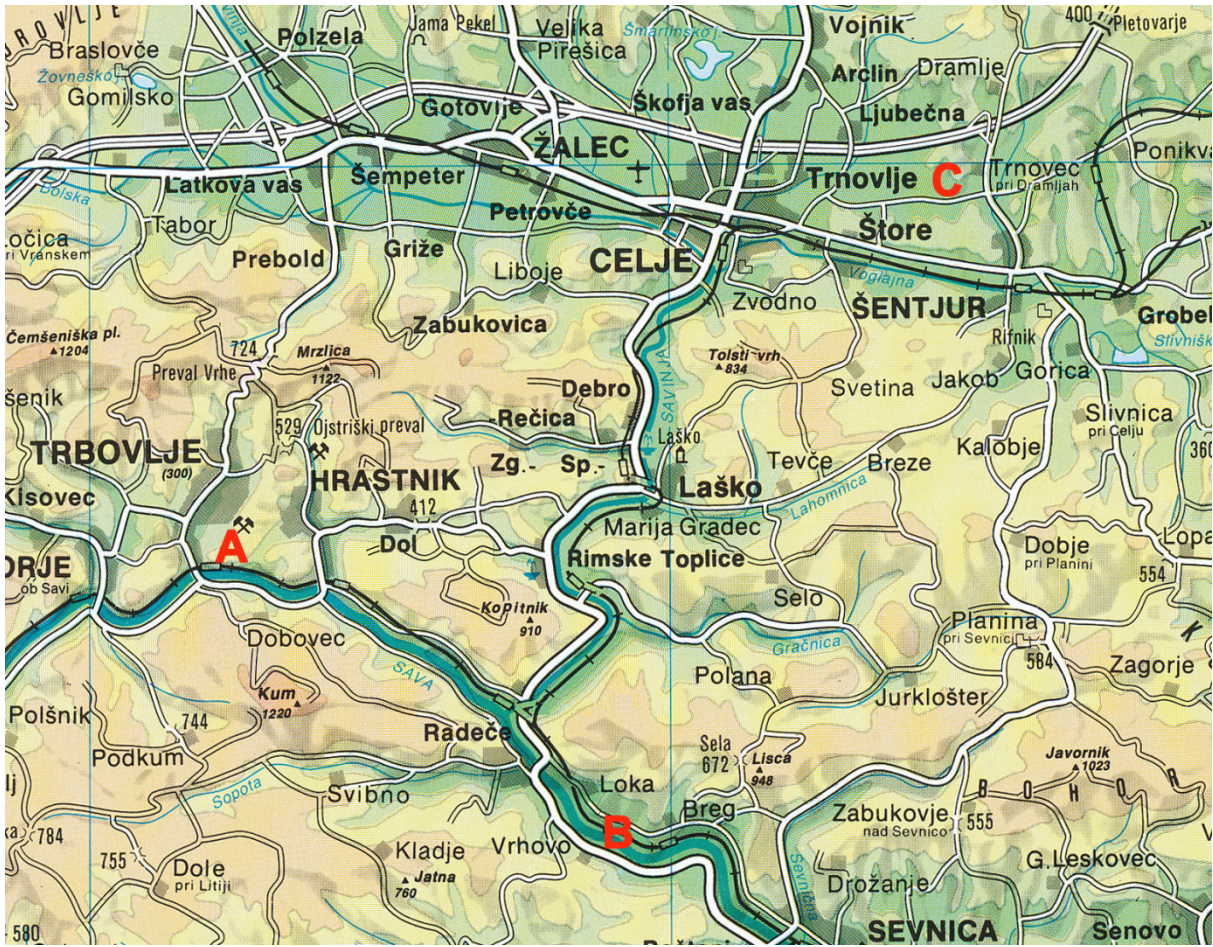 Polzela
Jama Pekel
Velika
Pirešica
Šmartinsko j.
Vojnik
400
Pletovarje
Braslovče
Žovneško j.
Gomilsko
Arclin
Dramlje
Gotovlje
Škofja vas
Ljubečna
ŽALEC
Trnovlje
C
Trnovec
pri Dramljah
Ponikva
Bolska
Latkova vas
Šempeter
Petrovče
Štore
Tabor
Ločica
pri Vranskem
Prebold
Griže
Liboje
CELJE
Voglajna
Zvodno
ŠENTJUR
Grobel
Zabukovica
Rifnik
Slivniš
Čemšeniška pl.
1204
724
Mrzlica
1122
Preval Vrhe
Tolsti vrh
834
SAVINJA
Debro
Svetina
Jakob
Gorica
šenik
Rečica
529
Ojstriški preval
Slivnica
pri Celju
TRBOVLJE
(300)
Laško
Kalobje
360
Zg.-
Sp.-
Tevče
Breze
HRASTNIK
Kisovec
412
Laško
Lahomnica
Marija Gradec
A
Dol
Rimske Toplice
Dobje
pri Planini
Lopa
554
ORJE
ob Savi
Kopitnik
910
Selo
Planina
pri Sevnici
584
K
Dobovec
SAVA
Gračnica
Zagorje
Polana
Jurklošter
Kum
1220
Polšnik
744
Radeče
Sela
672
Lisca
948
Javornik
1023
Podkum
Loka
B O H O R
lj
Sopota
Svibno
Breg
Zabukovje
nad Sevnico
555
B
784
Vrhovo
Kladje
Jatna
760
755
Dole
pri Litiji
Sevnična
G.Leskovec
Drožanje
580
SEVNICA
Senovo